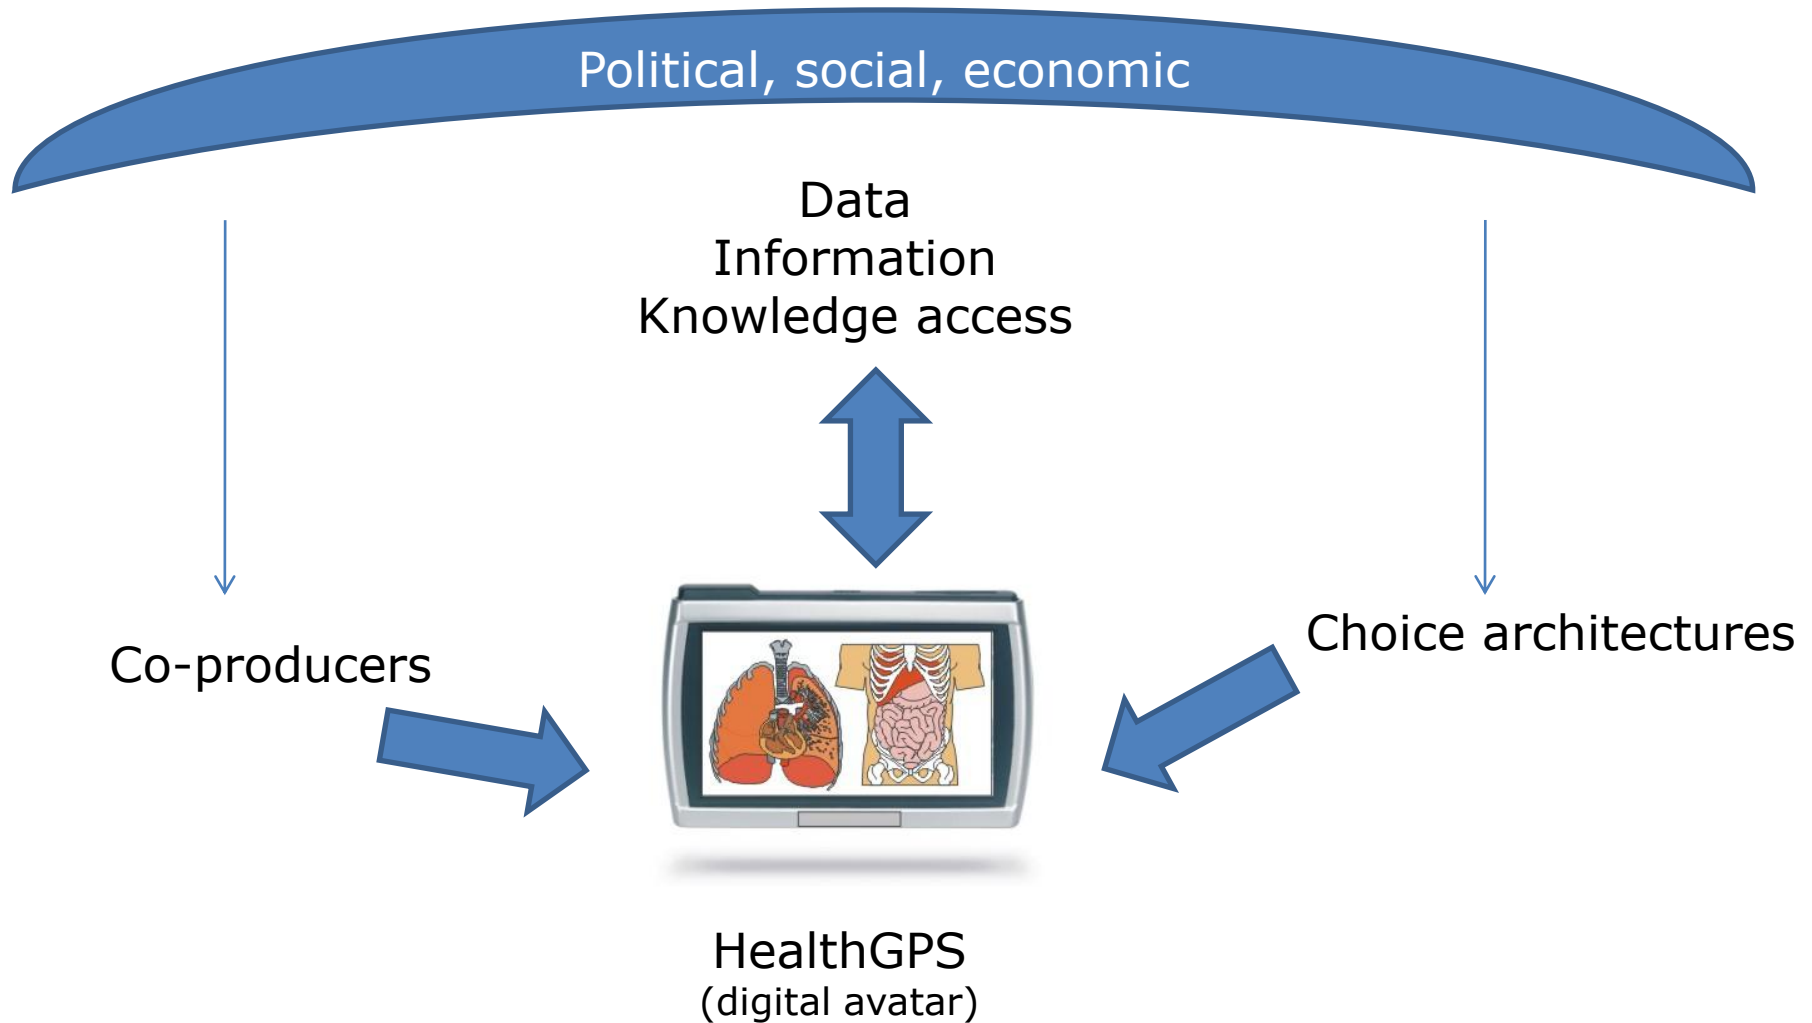 Political, social, economic
Data
Information
Knowledge access
Co-producers
Choice architectures
HealthGPS
(digital avatar)